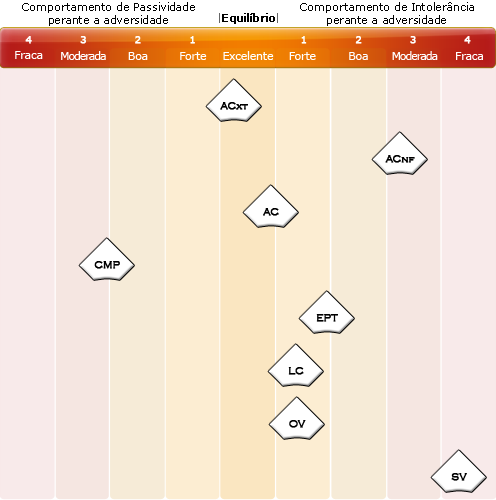 Comportamento de Passividade
perante a adversidade
|Equilíbrio|
Comportamento de Intolerância
perante a adversidade
4 3 2 1 1 2 3 4
Fraca Moderada Boa Forte Excelente Forte Boa Moderada Fraca
ACXT
ACNF
AC
CMP
EPT
LC
OV
SV